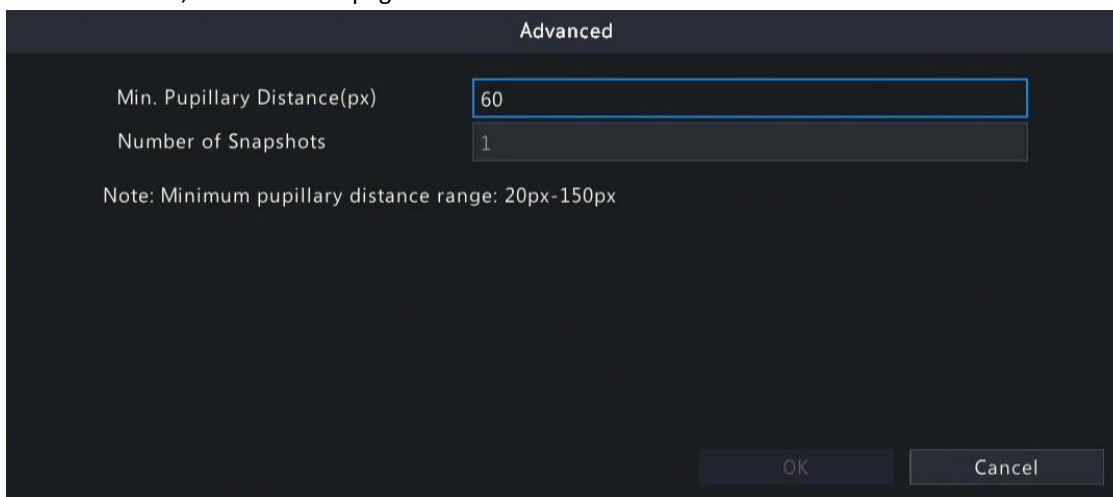 Advanced
Min. Pupillary Distance(px) 60
Number of Snapshots 1
Note: Minimum pupillary distance range: 20px-150px
OK Cancel